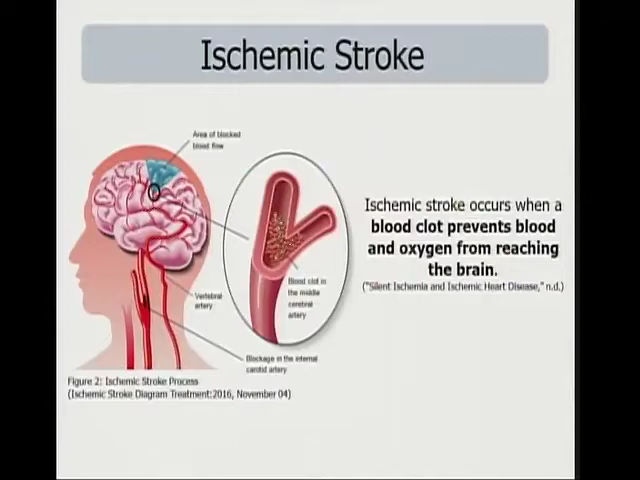 Ischemic Stroke
Area of blocked
blood flow
Ischemic stroke occurs when a
blood clot prevents blood
and oxygen from reaching
the brain.
("Silent Ischemia and Ischemic Heart Disease," n.d.)
Blood clot in
the middle
cerebral
artery
Vertebral
artery
Blockage in the internal
carotid artery
Figure 2: Ischemic Stroke Process
(Ischemic Stroke Diagram Treatment:2016, November 04)